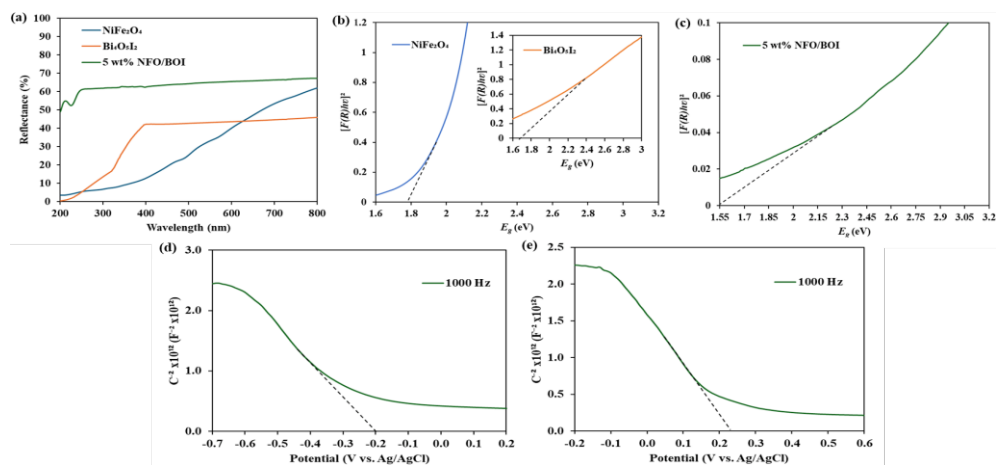 (a)
NiFe₂O₄
Bi₄O₅I₂
5 wt% NFO/BOI
100
90
80
70
60
50
40
30
20
10
0
Reflectance (%)
200 300 400 500 600 700 800
Wavelength (nm)
(b)
NiFe₂O₄
1.2
1
0.8
0.6
0.4
0.2
0
[F(R)hv]²
1.6 1.8 2 2.2 2.4 2.6 2.8 3 3.2
Eg (eV)
Bi₄O₅I₂
1.4
1.2
1
0.8
0.6
0.4
0.2
0
[F(R)hv]²
1.6 1.8 2 2.2 2.4 2.6 2.8 3
Eg (eV)
(c)
5 wt% NFO/BOI
0.1
0.08
0.06
0.04
0.02
0
[F(R)hv]²
1.55 1.7 1.85 2 2.15 2.3 2.45 2.6 2.75 2.9 3.05 3.2
Eg (eV)
(d)
1000 Hz
3.0
2.0
1.0
0.0
C⁻² x10¹² (F⁻² x10¹²)
-0.7 -0.6 -0.5 -0.4 -0.3 -0.2 -0.1 0.0 0.1 0.2
Potential (V vs. Ag/AgCl)
(e)
1000 Hz
2.5
2.0
1.5
1.0
0.5
0.0
C⁻² x10¹² (F⁻² x10¹²)
-0.2 -0.1 0.0 0.1 0.2 0.3 0.4 0.5 0.6
Potential (V vs. Ag/AgCl)